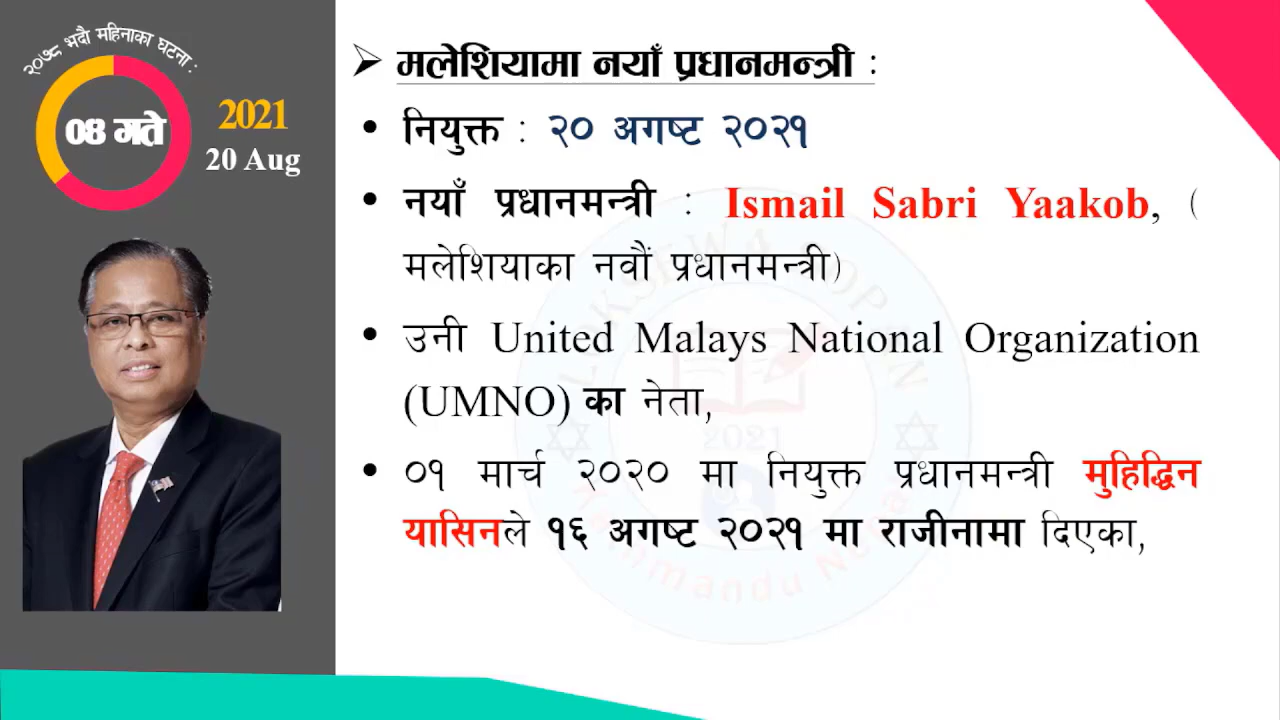 २०७८ भदौ महिनाका घटना :
08 गते
2021
20 Aug
मलेशियामा नयाँ प्रधानमन्त्री :
नियुक्त : २० अगष्ट २०२१
नयाँ प्रधानमन्त्री : Ismail Sabri Yaakob, (
मलेशियाका नवौं प्रधानमन्त्री)
उनी United Malays National Organization
(UMNO) का नेता,
०१ मार्च २०२० मा नियुक्त प्रधानमन्त्री मुहिद्धिन
यासिनले १६ अगष्ट २०२१ मा राजीनामा दिएका,
2021